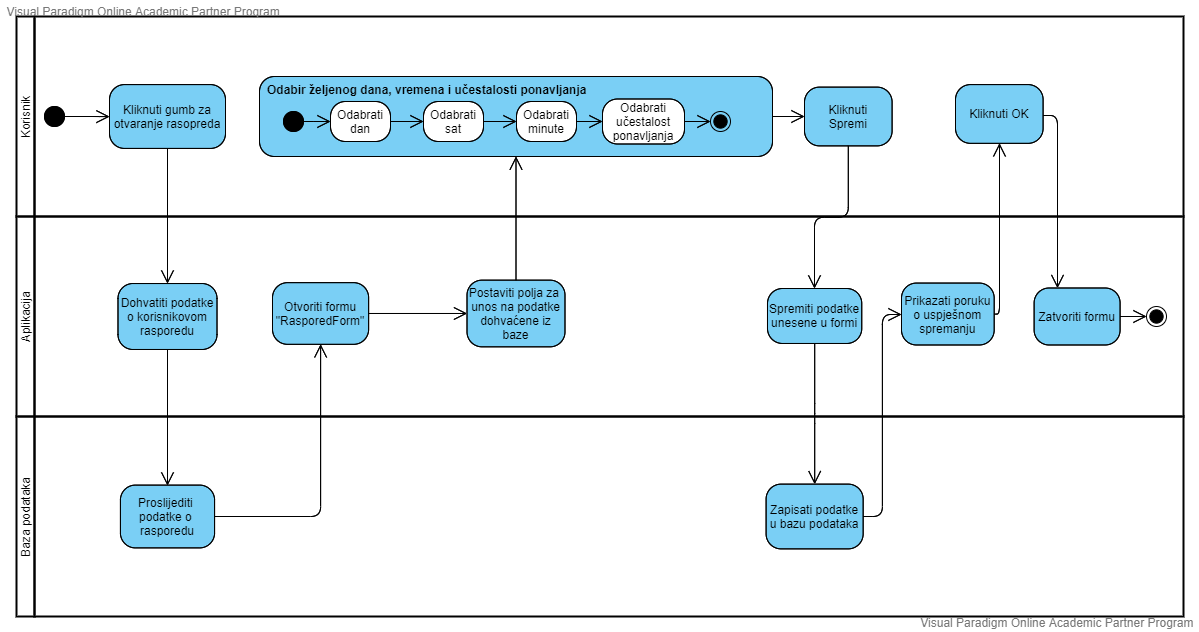 Visual Paradigm Online Academic Partner Program
Korisnik
Kliknuti gumb za
otvaranje rasopreda
Odabir željenog dana, vremena i učestalosti ponavljanja
Odabrati
dan
Odabrati
sat
Odabrati
minute
Odabrati
učestalost
ponavljanja
Kliknuti
Spremi
Kliknuti OK
Aplikacija
Dohvatiti podatke
o korisnikovom
rasporedu
Otvoriti formu
"RasporedForm"
Postaviti polja za
unos na podatke
dohvaćene iz
baze
Spremiti podatke
unesene u formi
Prikazati poruku
o uspješnom
spremanju
Zatvoriti formu
Baza podataka
Proslijediti
podatke o
rasporedu
Zapisati podatke
u bazu podataka
Visual Paradigm Online Academic Partner Program